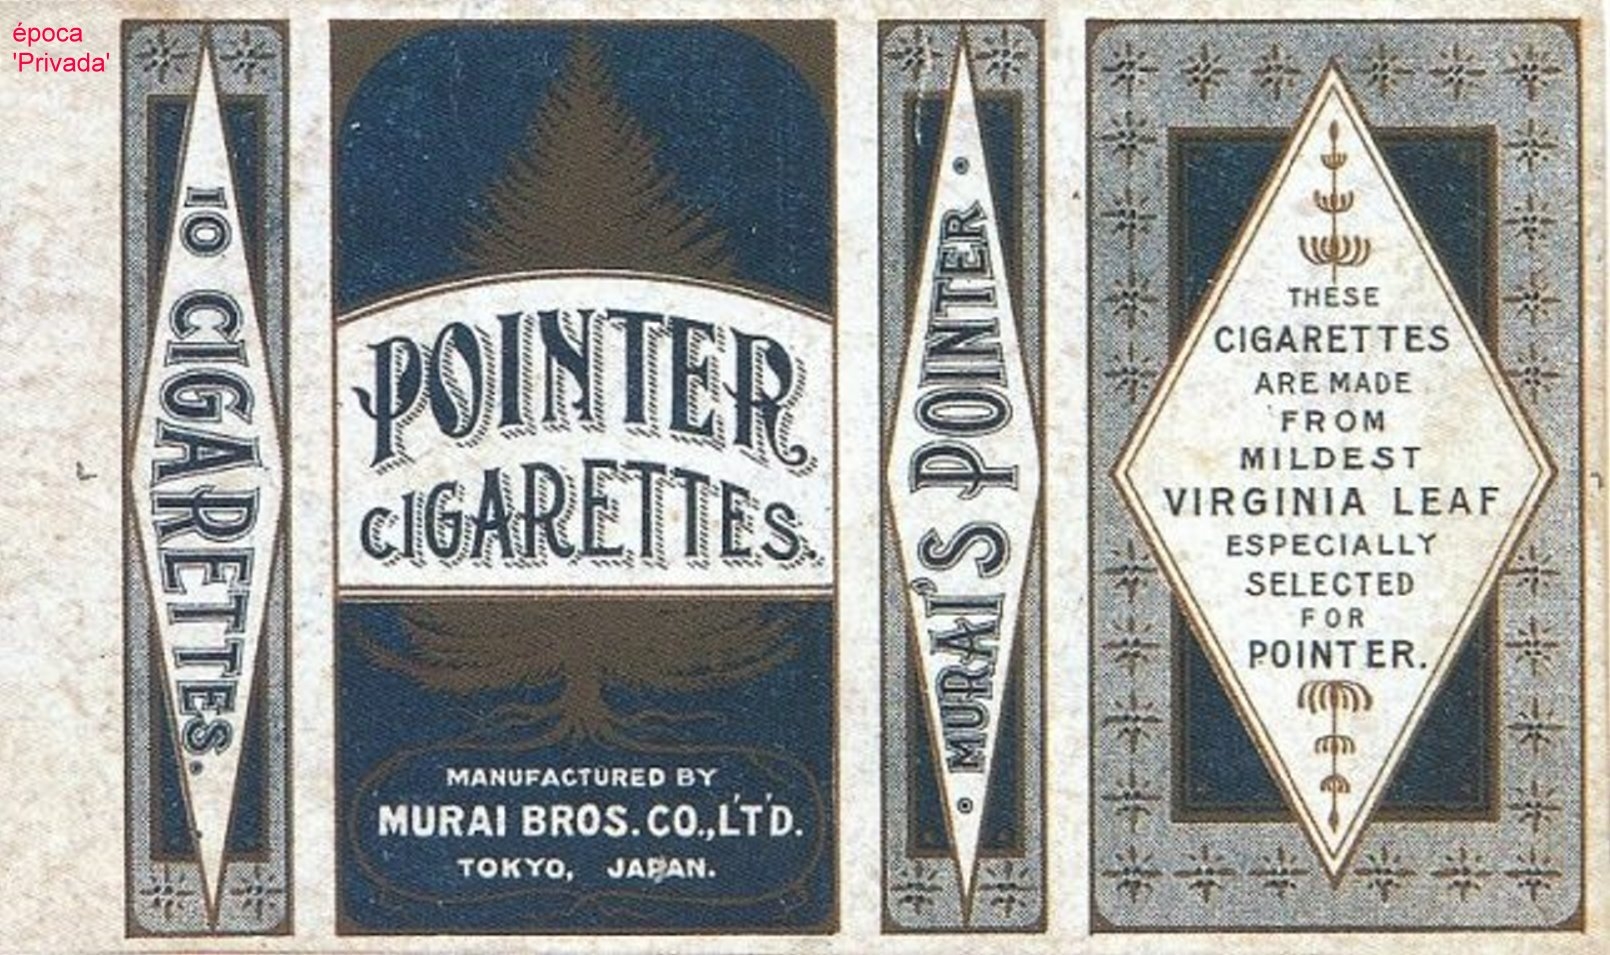 época
'Privada'
10 CIGARETTES.
POINTER
CIGARETTES.
MANUFACTURED BY
MURAI BROS. CO., L'T'D.
TOKYO, JAPAN.
MURAI'S POINTER
THESE
CIGARETTES
ARE MADE
FROM
MILDEST
VIRGINIA LEAF
ESPECIALLY
SELECTED
FOR
POINTER.